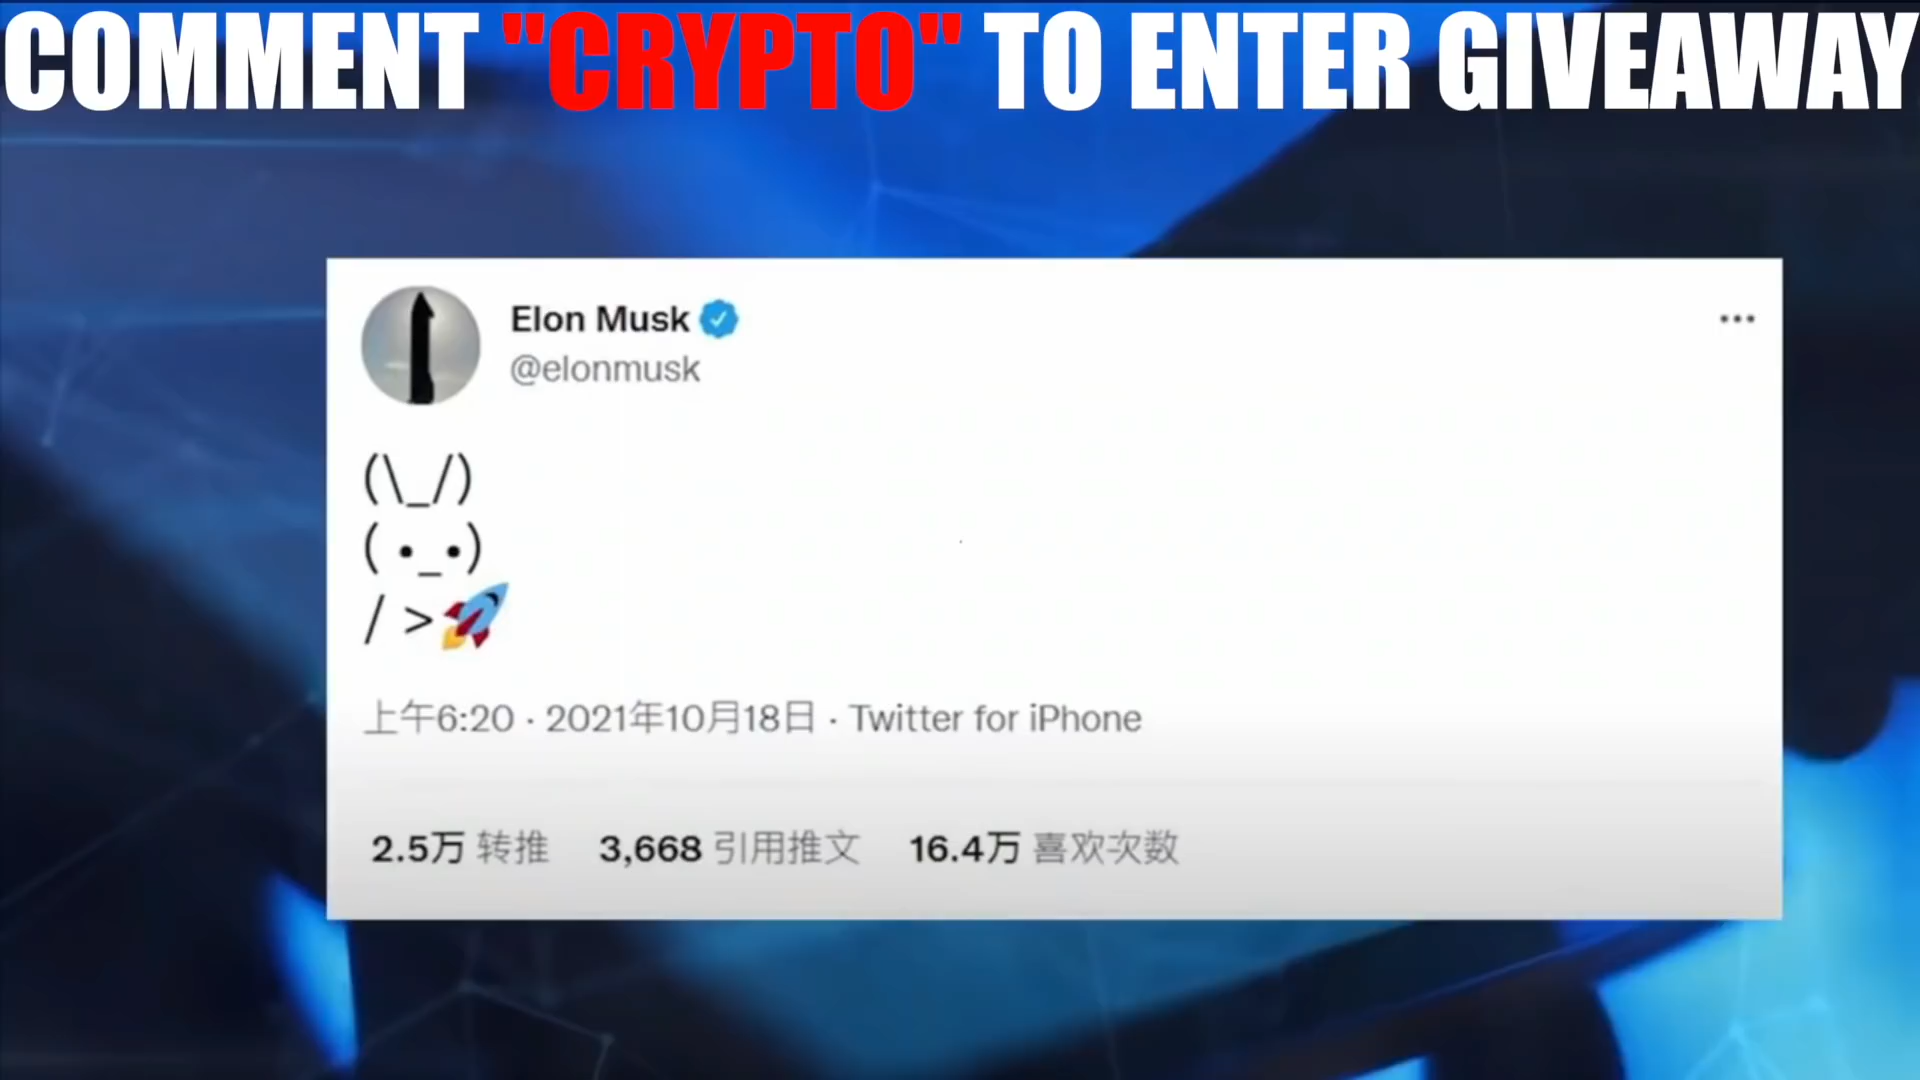 COMMENT "CRYPTO" TO ENTER GIVEAWAY
Elon Musk
@elonmusk
(\_/)
( •_•)
/ >🚀
上午6:20 · 2021年10月18日 · Twitter for iPhone
2.5万 转推 3,668 引用推文 16.4万 喜欢次数